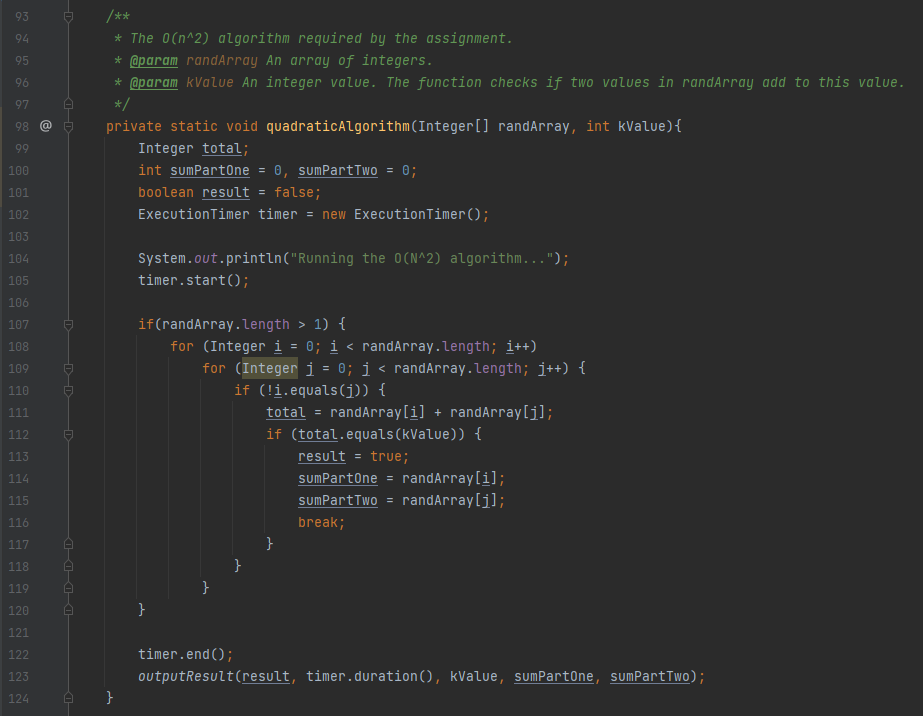 93 /**
94  * The O(n^2) algorithm required by the assignment.
95  * @param randArray An array of integers.
96  * @param kValue An integer value. The function checks if two values in randArray add to this value.
97  */
98 @ private static void quadraticAlgorithm(Integer[] randArray, int kValue){
99     Integer total;
100     int sumPartOne = 0, sumPartTwo = 0;
101     boolean result = false;
102     ExecutionTimer timer = new ExecutionTimer();
103
104     System.out.println("Running the O(N^2) algorithm...");
105     timer.start();
106
107     if(randArray.length > 1) {
108         for (Integer i = 0; i < randArray.length; i++)
109             for (Integer j = 0; j < randArray.length; j++) {
110                 if (!i.equals(j)) {
111                     total = randArray[i] + randArray[j];
112                     if (total.equals(kValue)) {
113                         result = true;
114                         sumPartOne = randArray[i];
115                         sumPartTwo = randArray[j];
116                         break;
117                     }
118                 }
119             }
120     }
121
122     timer.end();
123     outputResult(result, timer.duration(), kValue, sumPartOne, sumPartTwo);
124 }